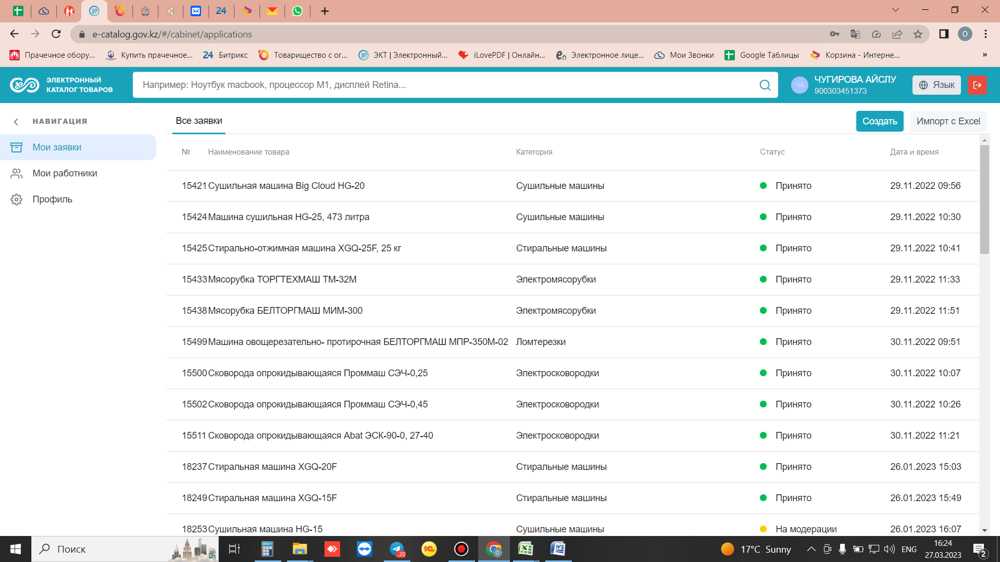 24
e-catalog.gov.kz/#/cabinet/applications
O
Прачечное обору...
Купить прачечное...
24 Битрикс
Товарищество с ог...
ЭКТ | Электронный...
iLovePDF | Онлайн...
Электронное лице...
Мои Звонки
Google Таблицы
Корзина - Интерне...
»
ЭЛЕКТРОННЫЙ
КАТАЛОГ ТОВАРОВ
Например: Ноутбук macbook, процессор M1, дисплей Retina...
ЧА
ЧУГИРОВА АЙСЛУ
900303451373
Язык
НАВИГАЦИЯ
Мои заявки
Мои работники
Профиль
Все заявки
Создать
Импорт с Excel
№ Наименование товара Категория Статус Дата и время
15421 Сушильная машина Big Cloud HG-20 Сушильные машины Принято 29.11.2022 09:56
15424 Машина сушильная HG-25, 473 литра Сушильные машины Принято 29.11.2022 10:30
15425 Стирально-отжимная машина XGQ-25F, 25 кг Стиральные машины Принято 29.11.2022 10:41
15433 Мясорубка ТОРГТЕХМАШ ТМ-32М Электромясорубки Принято 29.11.2022 11:33
15438 Мясорубка БЕЛТОРГМАШ МИМ-300 Электромясорубки Принято 29.11.2022 11:51
15499 Машина овощерезательно- протирочная БЕЛТОРГМАШ МПР-350М-02 Ломтерезки Принято 30.11.2022 09:51
15500 Сковорода опрокидывающаяся Проммаш СЭЧ-0,25 Электросковородки Принято 30.11.2022 10:07
15502 Сковорода опрокидывающаяся Проммаш СЭЧ-0,45 Электросковородки Принято 30.11.2022 10:26
15511 Сковорода опрокидывающаяся Abat ЭСК-90-0, 27-40 Электросковородки Принято 30.11.2022 11:21
18237 Стиральная машина XGQ-20F Стиральные машины Принято 26.01.2023 15:03
18249 Стиральная машина XGQ-15F Стиральные машины Принято 26.01.2023 15:49
18253 Сушильная машина HG-15 Сушильные машины На модерации 26.01.2023 16:07
Поиск
..20
17°C Sunny
ENG
16:24
27.03.2023
2